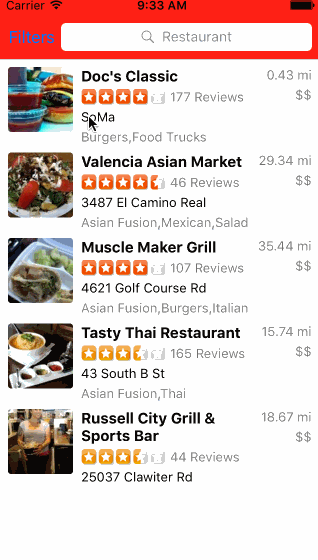 Carrier 9:33 AM
Filters Restaurant
Doc's Classic 0.43 mi
177 Reviews $$
SoMa
Burgers,Food Trucks
Valencia Asian Market 29.34 mi
46 Reviews $$
3487 El Camino Real
Asian Fusion,Mexican,Salad
Muscle Maker Grill 35.44 mi
107 Reviews $$
4621 Golf Course Rd
Asian Fusion,Burgers,Italian
Tasty Thai Restaurant 15.74 mi
165 Reviews $$
43 South B St
Asian Fusion,Thai
Russell City Grill & 18.67 mi
Sports Bar $$
44 Reviews
25037 Clawiter Rd